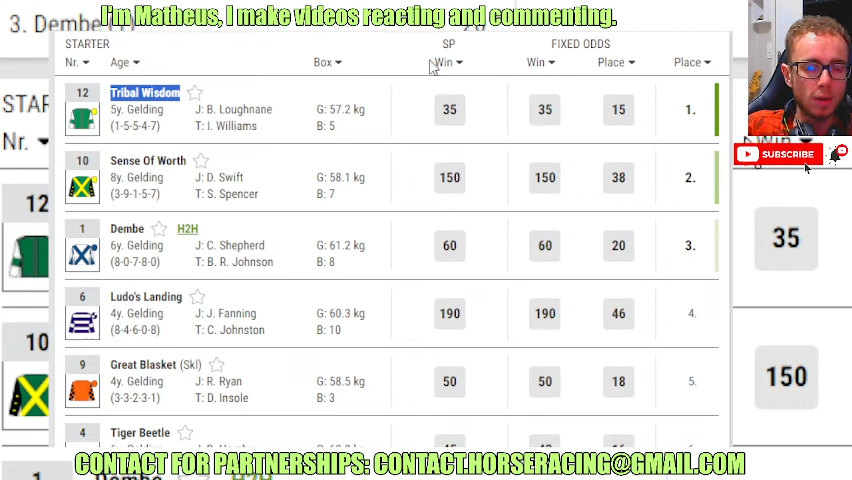 I'm Matheus, I make videos reacting and commenting.
3. Dembe
STARTER
SP
FIXED ODDS
Nr.
Age
Box
Win
Win
Place
Place
12
Tribal Wisdom
5y. Gelding
J: B. Loughnane
G: 57.2 kg
35
35
15
1.
(1-5-5-4-7)
T: I. Williams
B: 5
10
Sense Of Worth
8y. Gelding
J: D. Swift
G: 58.1 kg
150
150
38
2.
(3-9-1-5-7)
T: S. Spencer
B: 7
1
Dembe
H2H
6y. Gelding
J: C. Shepherd
G: 61.2 kg
60
60
20
3.
(8-0-7-8-0)
T: B. R. Johnson
B: 8
6
Ludo's Landing
4y. Gelding
J: J. Fanning
G: 60.3 kg
190
190
46
4.
(8-4-6-0-8)
T: C. Johnston
B: 10
9
Great Blasket (Skl)
4y. Gelding
J: R. Ryan
G: 58.5 kg
50
50
18
5.
(3-3-2-3-1)
T: D. Insole
B: 3
4
Tiger Beetle
SUBSCRIBE
Nr.
12
35
10
150
CONTACT FOR PARTNERSHIPS: CONTACT.HORSERACING@GMAIL.COM